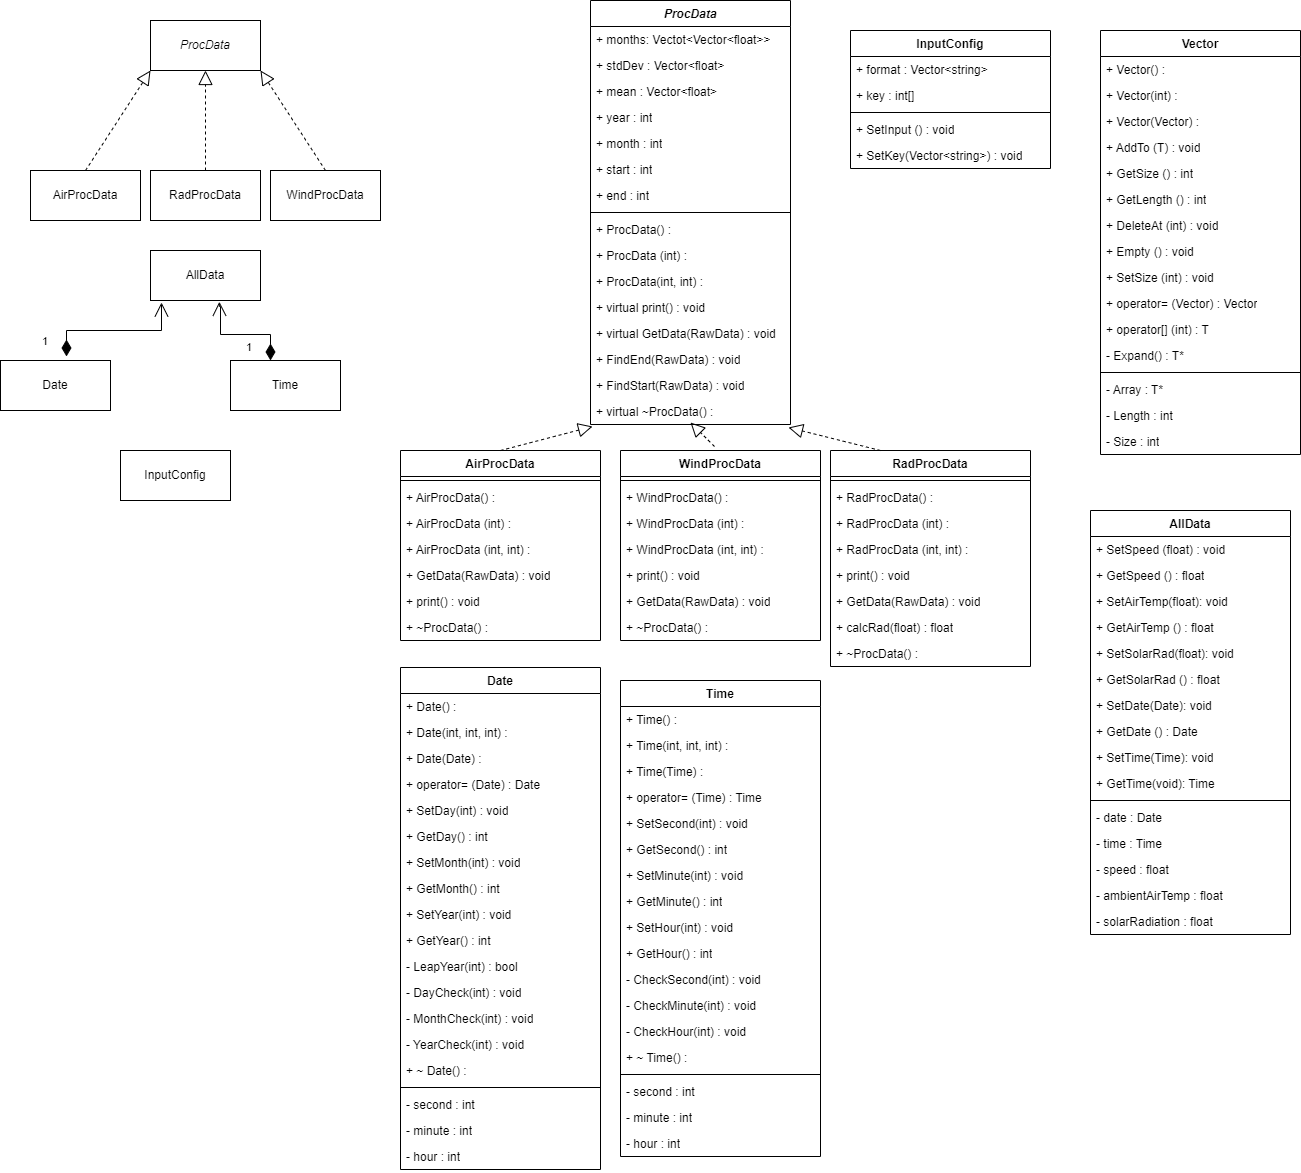 ProcData
AirProcData
RadProcData
WindProcData
AllData
1
1
Date
Time
InputConfig
ProcData
+ months: Vectot<Vector<float>>
+ stdDev : Vector<float>
+ mean : Vector<float>
+ year : int
+ month : int
+ start : int
+ end : int
+ ProcData() :
+ ProcData (int) :
+ ProcData(int, int) :
+ virtual print() : void
+ virtual GetData(RawData) : void
+ FindEnd(RawData) : void
+ FindStart(RawData) : void
+ virtual ~ProcData() :
InputConfig
+ format : Vector<string>
+ key : int[]
+ SetInput () : void
+ SetKey(Vector<string>) : void
Vector
+ Vector() :
+ Vector(int) :
+ Vector(Vector) :
+ AddTo (T) : void
+ GetSize () : int
+ GetLength () : int
+ DeleteAt (int) : void
+ Empty () : void
+ SetSize (int) : void
+ operator= (Vector) : Vector
+ operator[] (int) : T
- Expand() : T*
- Array : T*
- Length : int
- Size : int
AirProcData
+ AirProcData() :
+ AirProcData (int) :
+ AirProcData (int, int) :
+ GetData(RawData) : void
+ print() : void
+ ~ProcData() :
WindProcData
+ WindProcData() :
+ WindProcData (int) :
+ WindProcData (int, int) :
+ print() : void
+ GetData(RawData) : void
+ ~ProcData() :
RadProcData
+ RadProcData() :
+ RadProcData (int) :
+ RadProcData (int, int) :
+ print() : void
+ GetData(RawData) : void
+ calcRad(float) : float
+ ~ProcData() :
AllData
+ SetSpeed (float) : void
+ GetSpeed () : float
+ SetAirTemp(float): void
+ GetAirTemp () : float
+ SetSolarRad(float): void
+ GetSolarRad () : float
+ SetDate(Date): void
+ GetDate () : Date
+ SetTime(Time): void
+ GetTime(void): Time
- date : Date
- time : Time
- speed : float
- ambientAirTemp : float
- solarRadiation : float
Date
+ Date() :
+ Date(int, int, int) :
+ Date(Date) :
+ operator= (Date) : Date
+ SetDay(int) : void
+ GetDay() : int
+ SetMonth(int) : void
+ GetMonth() : int
+ SetYear(int) : void
+ GetYear() : int
- LeapYear(int) : bool
- DayCheck(int) : void
- MonthCheck(int) : void
- YearCheck(int) : void
+ ~ Date() :
- second : int
- minute : int
- hour : int
Time
+ Time() :
+ Time(int, int, int) :
+ Time(Time) :
+ operator= (Time) : Time
+ SetSecond(int) : void
+ GetSecond() : int
+ SetMinute(int) : void
+ GetMinute() : int
+ SetHour(int) : void
+ GetHour() : int
- CheckSecond(int) : void
- CheckMinute(int) : void
- CheckHour(int) : void
+ ~ Time() :
- second : int
- minute : int
- hour : int